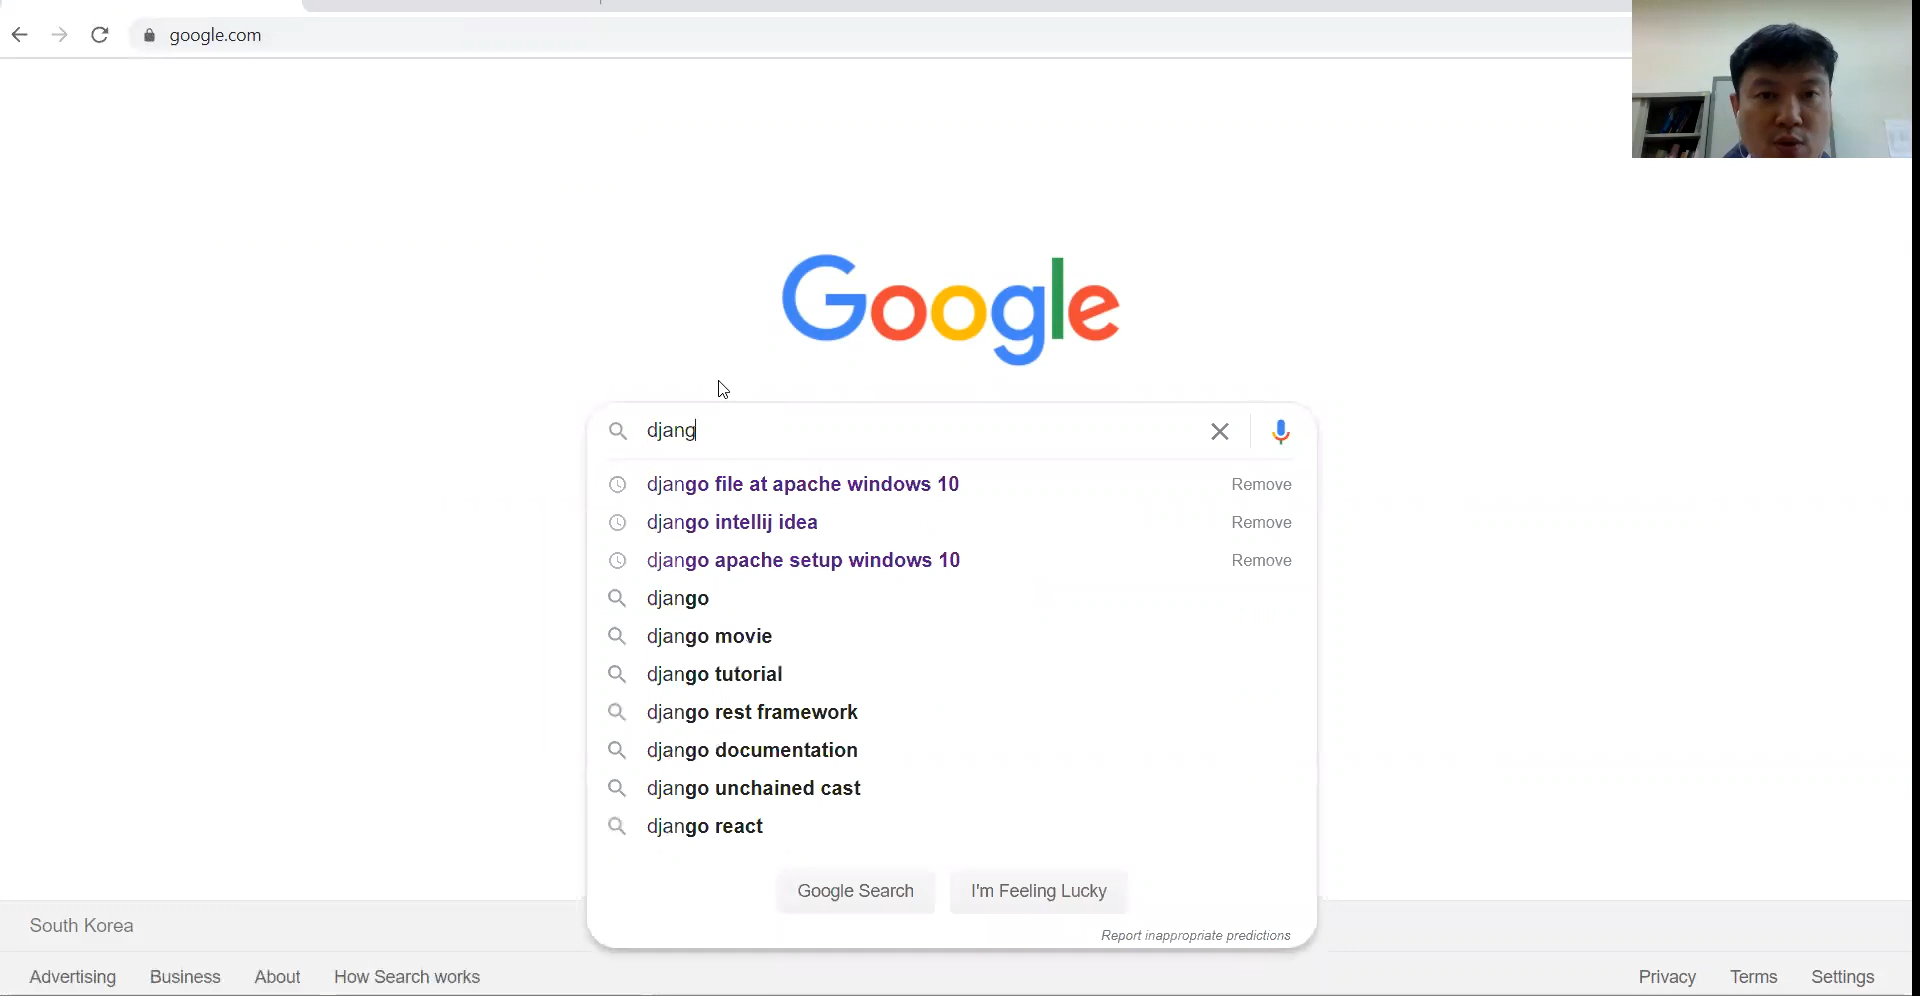 google.com
Google
djang
django file at apache windows 10 Remove
django intellij idea Remove
django apache setup windows 10 Remove
django
django movie
django tutorial
django rest framework
django documentation
django unchained cast
django react
Google Search I'm Feeling Lucky
Report inappropriate predictions
South Korea
Advertising Business About How Search works Privacy Terms Settings